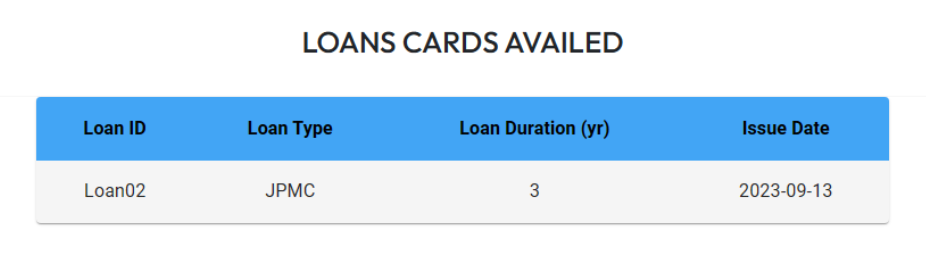 LOANS CARDS AVAILED
Loan ID Loan Type Loan Duration (yr) Issue Date
Loan02 JPMC 3 2023-09-13